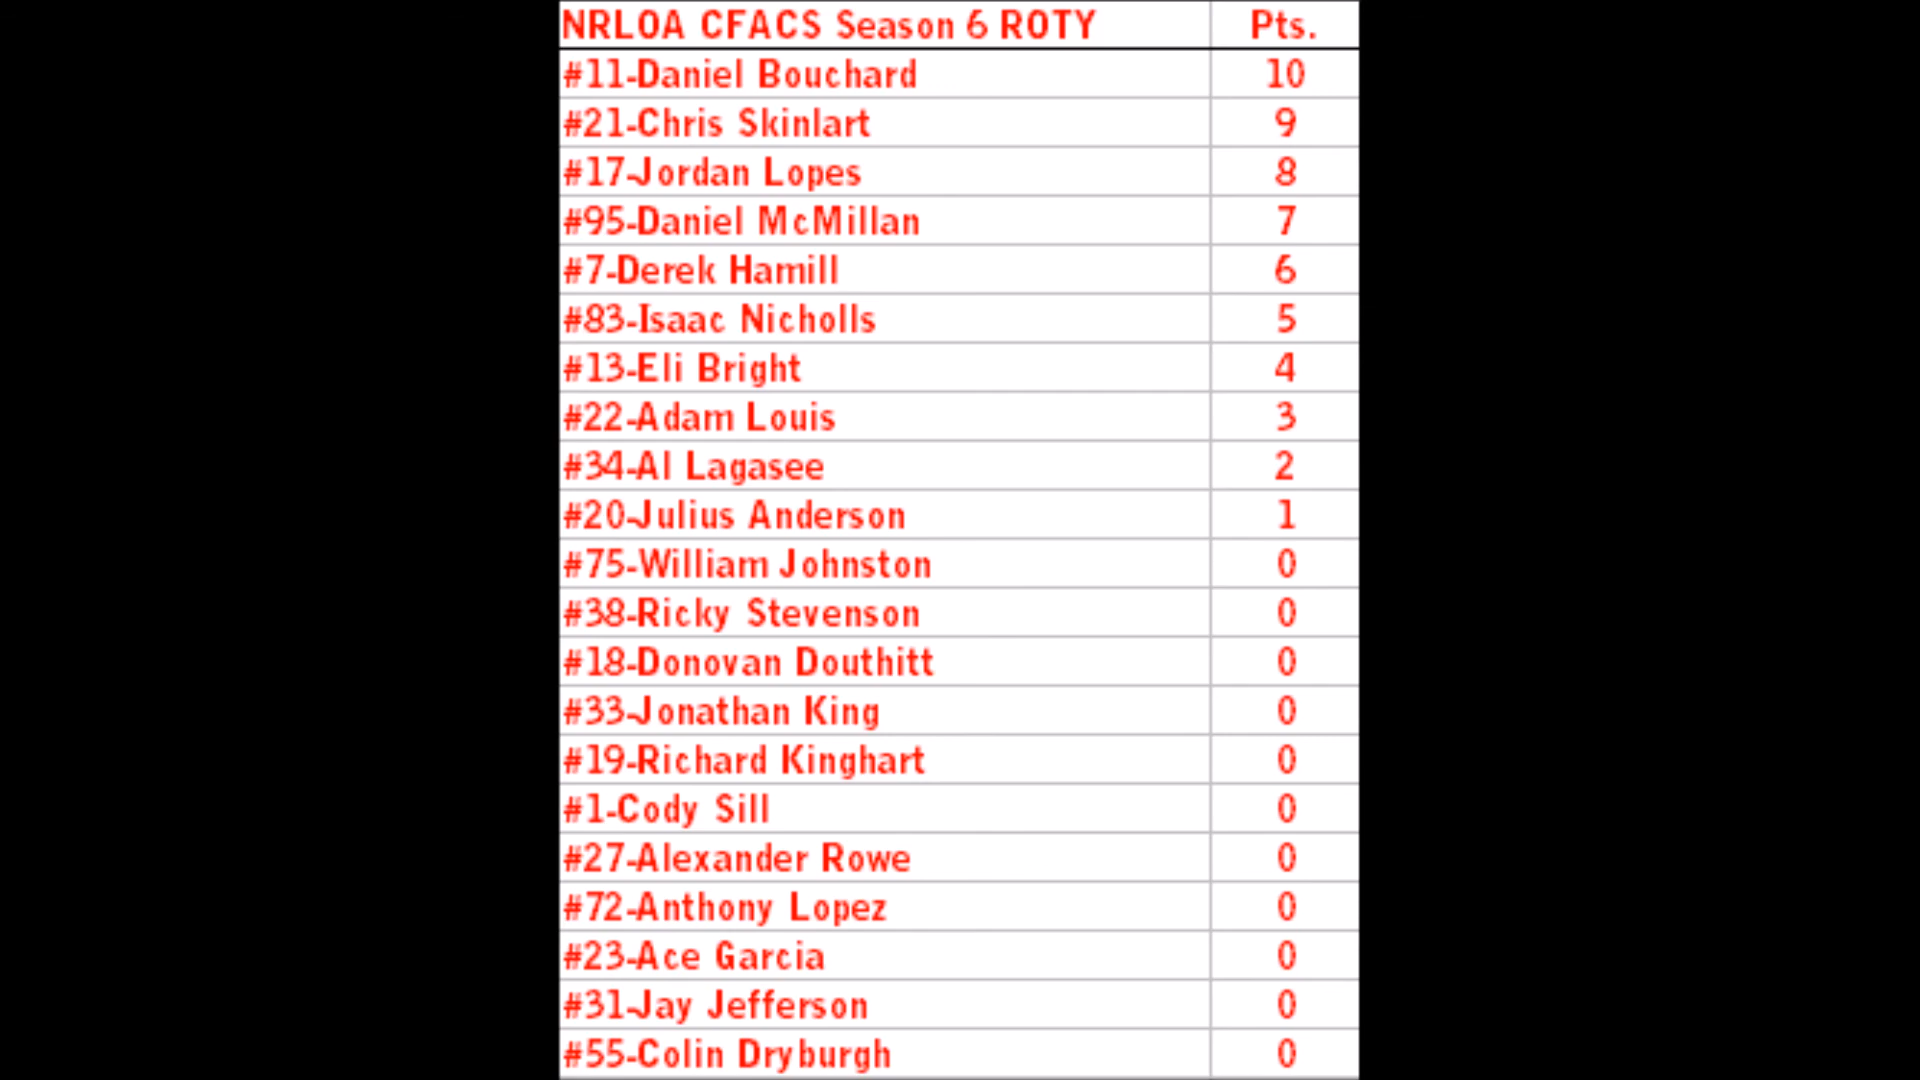 NRLOA CFACS Season 6 ROTY Pts.
#11-Daniel Bouchard 10
#21-Chris Skinlart 9
#17-Jordan Lopes 8
#95-Daniel McMillan 7
#7-Derek Hamill 6
#83-Isaac Nicholls 5
#13-Eli Bright 4
#22-Adam Louis 3
#34-Al Lagasee 2
#20-Julius Anderson 1
#75-William Johnston 0
#38-Ricky Stevenson 0
#18-Donovan Douthitt 0
#33-Jonathan King 0
#19-Richard Kinghart 0
#1-Cody Sill 0
#27-Alexander Rowe 0
#72-Anthony Lopez 0
#23-Ace Garcia 0
#31-Jay Jefferson 0
#55-Colin Dryburgh 0